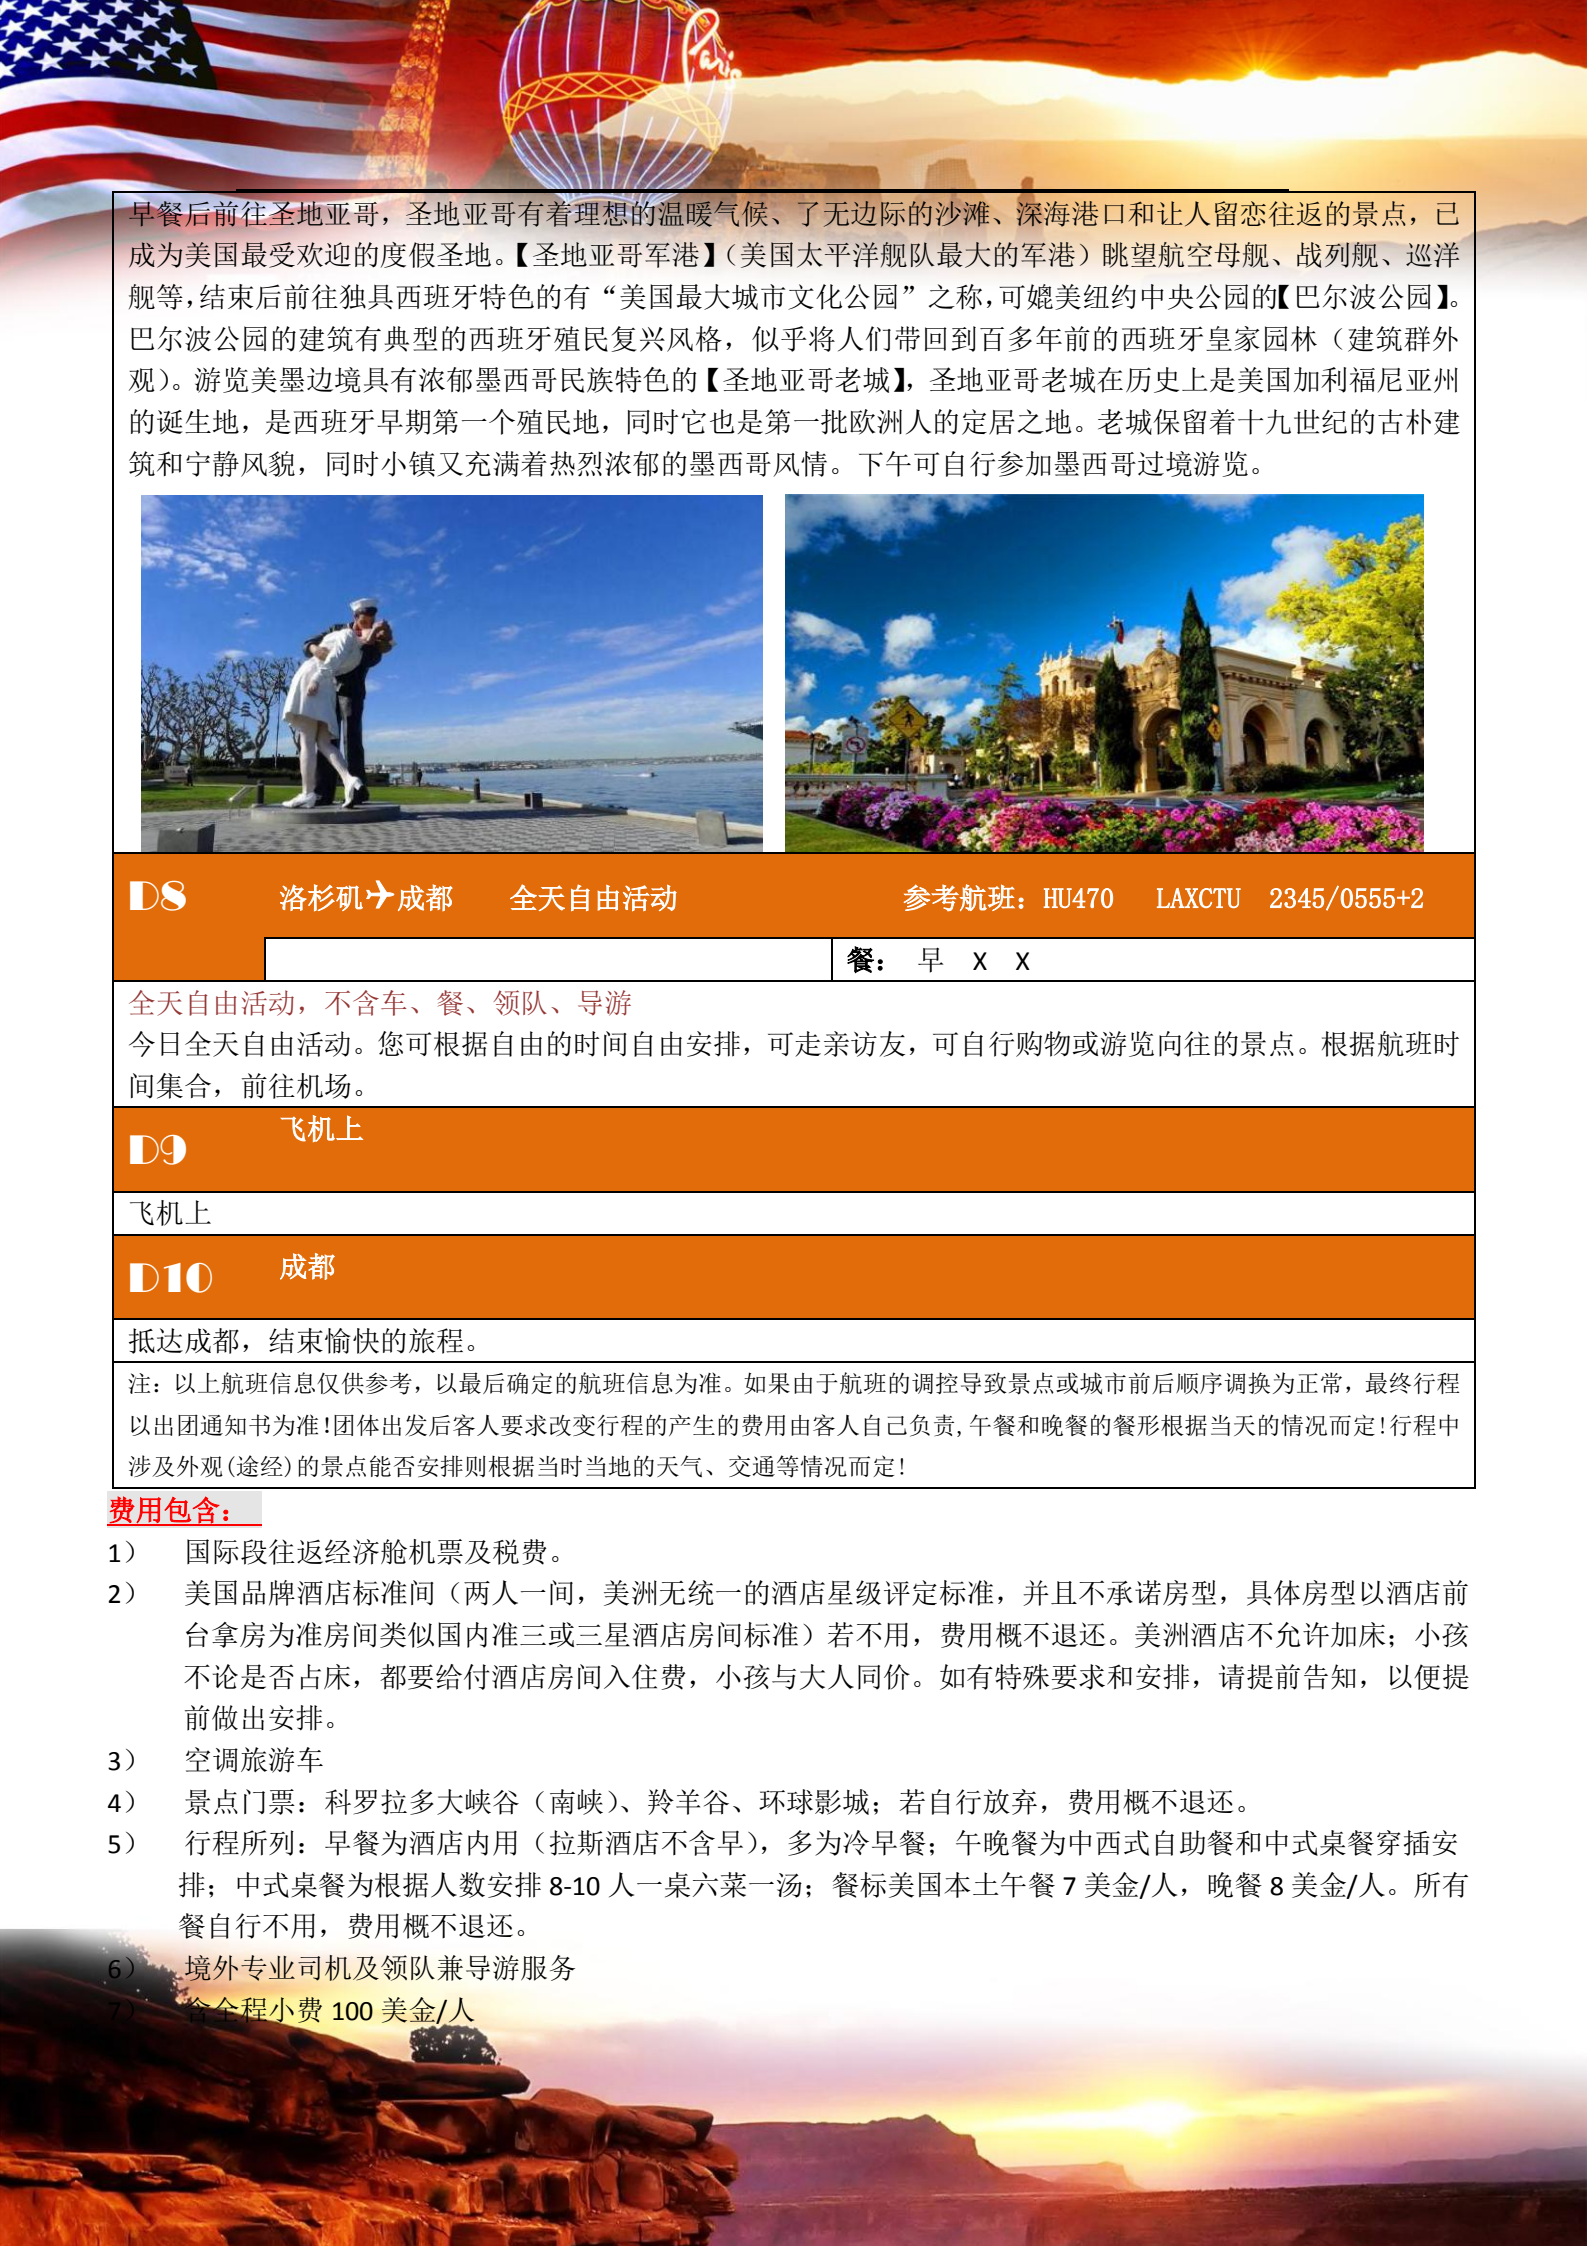 Paris
早餐后前往圣地亚哥，圣地亚哥有着理想的温暖气候、了无边际的沙滩、深海港口和让人留恋往返的景点，已
成为美国最受欢迎的度假圣地。【圣地亚哥军港】（美国太平洋舰队最大的军港）眺望航空母舰、战列舰、巡洋
舰等，结束后前往独具西班牙特色的有“美国最大城市文化公园”之称，可媲美纽约中央公园的【巴尔波公园】。
巴尔波公园的建筑有典型的西班牙殖民复兴风格，似乎将人们带回到百多年前的西班牙皇家园林（建筑群外
观）。游览美墨边境具有浓郁墨西哥民族特色的【圣地亚哥老城】，圣地亚哥老城在历史上是美国加利福尼亚州
的诞生地，是西班牙早期第一个殖民地，同时它也是第一批欧洲人的定居之地。老城保留着十九世纪的古朴建
筑和宁静风貌，同时小镇又充满着热烈浓郁的墨西哥风情。下午可自行参加墨西哥过境游览。
D8 洛杉矶✈成都 全天自由活动 参考航班：HU470 LAXCTU 2345/0555+2
餐： 早 X X
全天自由活动，不含车、餐、领队、导游
今日全天自由活动。您可根据自由的时间自由安排，可走亲访友，可自行购物或游览向往的景点。根据航班时
间集合，前往机场。
D9 飞机上
飞机上
D10 成都
抵达成都，结束愉快的旅程。
注：以上航班信息仅供参考，以最后确定的航班信息为准。如果由于航班的调控导致景点或城市前后顺序调换为正常，最终行程
以出团通知书为准！团体出发后客人要求改变行程的产生的费用由客人自己负责,午餐和晚餐的餐形根据当天的情况而定!行程中
涉及外观(途经)的景点能否安排则根据当时当地的天气、交通等情况而定!
费用包含：
1） 国际段往返经济舱机票及税费。
2） 美国品牌酒店标准间（两人一间，美洲无统一的酒店星级评定标准，并且不承诺房型，具体房型以酒店前
台拿房为准房间类似国内准三或三星酒店房间标准）若不用，费用概不退还。美洲酒店不允许加床；小孩
不论是否占床，都要给付酒店房间入住费，小孩与大人同价。如有特殊要求和安排，请提前告知，以便提
前做出安排。
3） 空调旅游车
4） 景点门票：科罗拉多大峡谷（南峡）、羚羊谷、环球影城；若自行放弃，费用概不退还。
5） 行程所列：早餐为酒店内用（拉斯酒店不含早），多为冷早餐；午晚餐为中西式自助餐和中式桌餐穿插安
排；中式桌餐为根据人数安排 8-10 人一桌六菜一汤；餐标美国本土午餐 7 美金/人，晚餐 8 美金/人。所有
餐自行不用，费用概不退还。
6） 境外专业司机及领队兼导游服务
7） 含全程小费 100 美金/人